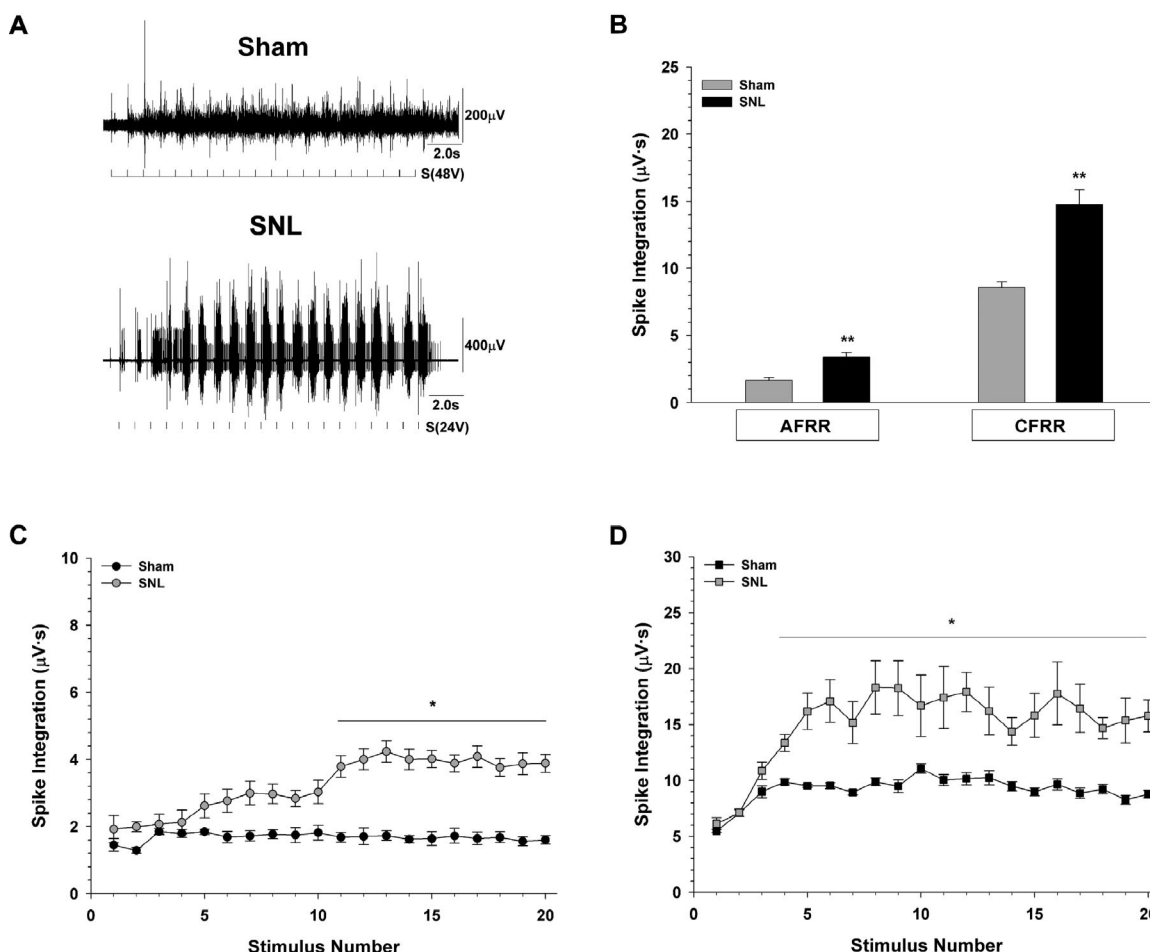 A
Sham
200µV
2.0s
S(48V)
SNL
400µV
2.0s
S(24V)
B
25
20
15
10
5
0
Spike Integration (µV·s)
Sham
SNL
**
**
AFRR
CFRR
C
10
8
6
4
2
0
Spike Integration (µV·s)
Sham
SNL
*
0
5
10
15
20
Stimulus Number
D
30
25
20
15
10
5
0
Spike Integration (µV·s)
Sham
SNL
*
0
5
10
15
20
Stimulus Number